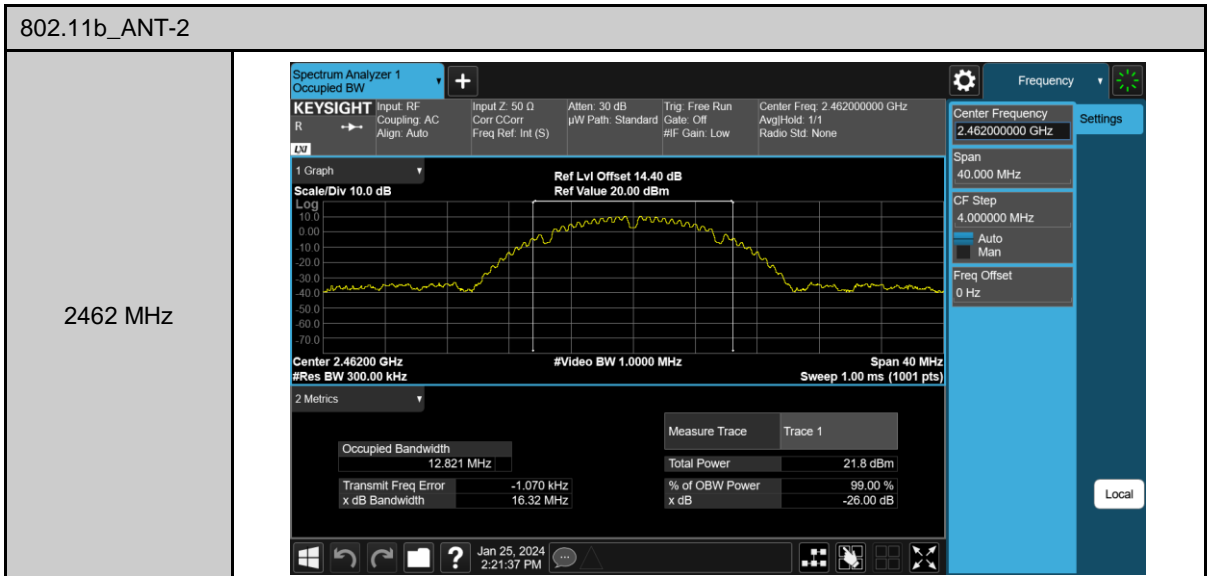 802.11b_ANT-2
2462 MHz
Spectrum Analyzer 1
Occupied BW
+
Frequency
KEYSIGHT
R
LXI
Input: RF
Coupling: AC
Align: Auto
Input Z: 50 Ω
Corr CCorr
Freq Ref: Int (S)
Atten: 30 dB
µW Path: Standard
Trig: Free Run
Gate: Off
#IF Gain: Low
Center Freq: 2.462000000 GHz
Avg|Hold: 1/1
Radio Std: None
Center Frequency
2.462000000 GHz
Settings
Span
40.000 MHz
CF Step
4.000000 MHz
Auto
Man
Freq Offset
0 Hz
Local
1 Graph
Scale/Div 10.0 dB
Ref Lvl Offset 14.40 dB
Ref Value 20.00 dBm
Log
10.0
0.00
-10.0
-20.0
-30.0
-40.0
-50.0
-60.0
-70.0
Center 2.46200 GHz
#Video BW 1.0000 MHz
Span 40 MHz
#Res BW 300.00 kHz
Sweep 1.00 ms (1001 pts)
2 Metrics
Measure Trace Trace 1
Occupied Bandwidth
12.821 MHz
Total Power 21.8 dBm
Transmit Freq Error -1.070 kHz
% of OBW Power 99.00 %
x dB Bandwidth 16.32 MHz
x dB -26.00 dB
?
Jan 25, 2024
2:21:37 PM